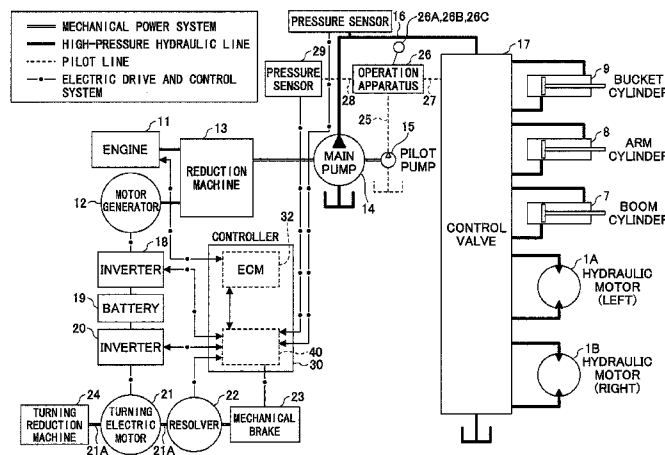 MECHANICAL POWER SYSTEM
HIGH-PRESSURE HYDRAULIC LINE
PILOT LINE
ELECTRIC DRIVE AND CONTROL
SYSTEM
PRESSURE SENSOR
16
26A, 26B, 26C
29
PRESSURE
SENSOR
26
OPERATION
APPARATUS
28
27
25
17
CONTROL
VALVE
9
BUCKET
CYLINDER
8
ARM
CYLINDER
7
BOOM
CYLINDER
1A
HYDRAULIC
MOTOR
(LEFT)
1B
HYDRAULIC
MOTOR
(RIGHT)
11
ENGINE
13
REDUCTION
MACHINE
MAIN
PUMP
14
15
PILOT
PUMP
12
MOTOR
GENERATOR
18
INVERTER
19
BATTERY
20
INVERTER
CONTROLLER
32
ECM
40
30
24
TURNING
REDUCTION
MACHINE
21A
21
TURNING
ELECTRIC
MOTOR
21A
22
RESOLVER
23
MECHANICAL
BRAKE